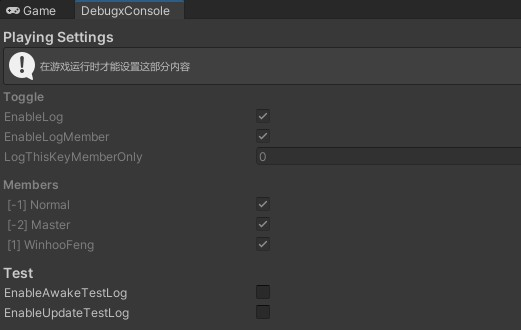 Game DebugxConsole
Playing Settings
在游戏运行时才能设置这部分内容
Toggle
EnableLog
EnableLogMember
LogThisKeyMemberOnly 0
Members
[-1] Normal
[-2] Master
[1] WinhooFeng
Test
EnableAwakeTestLog
EnableUpdateTestLog